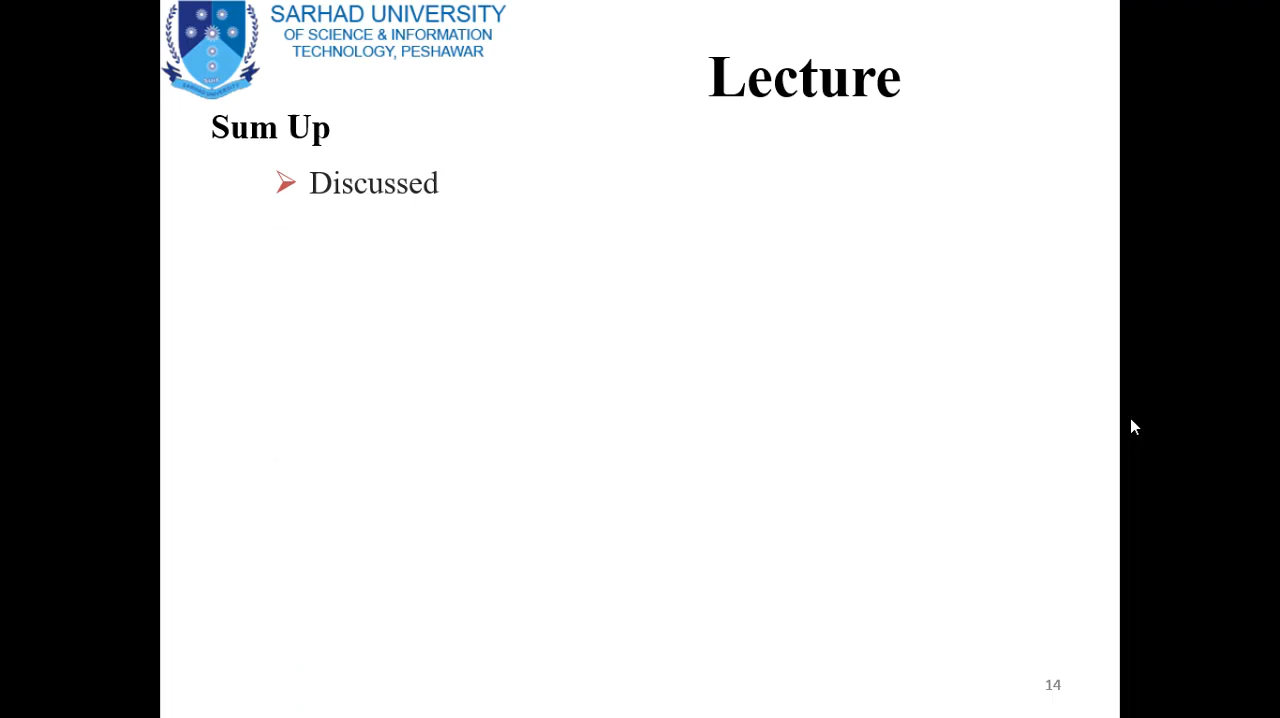 SARHAD UNIVERSITY
OF SCIENCE & INFORMATION
TECHNOLOGY, PESHAWAR
Lecture
Sum Up
Discussed
14